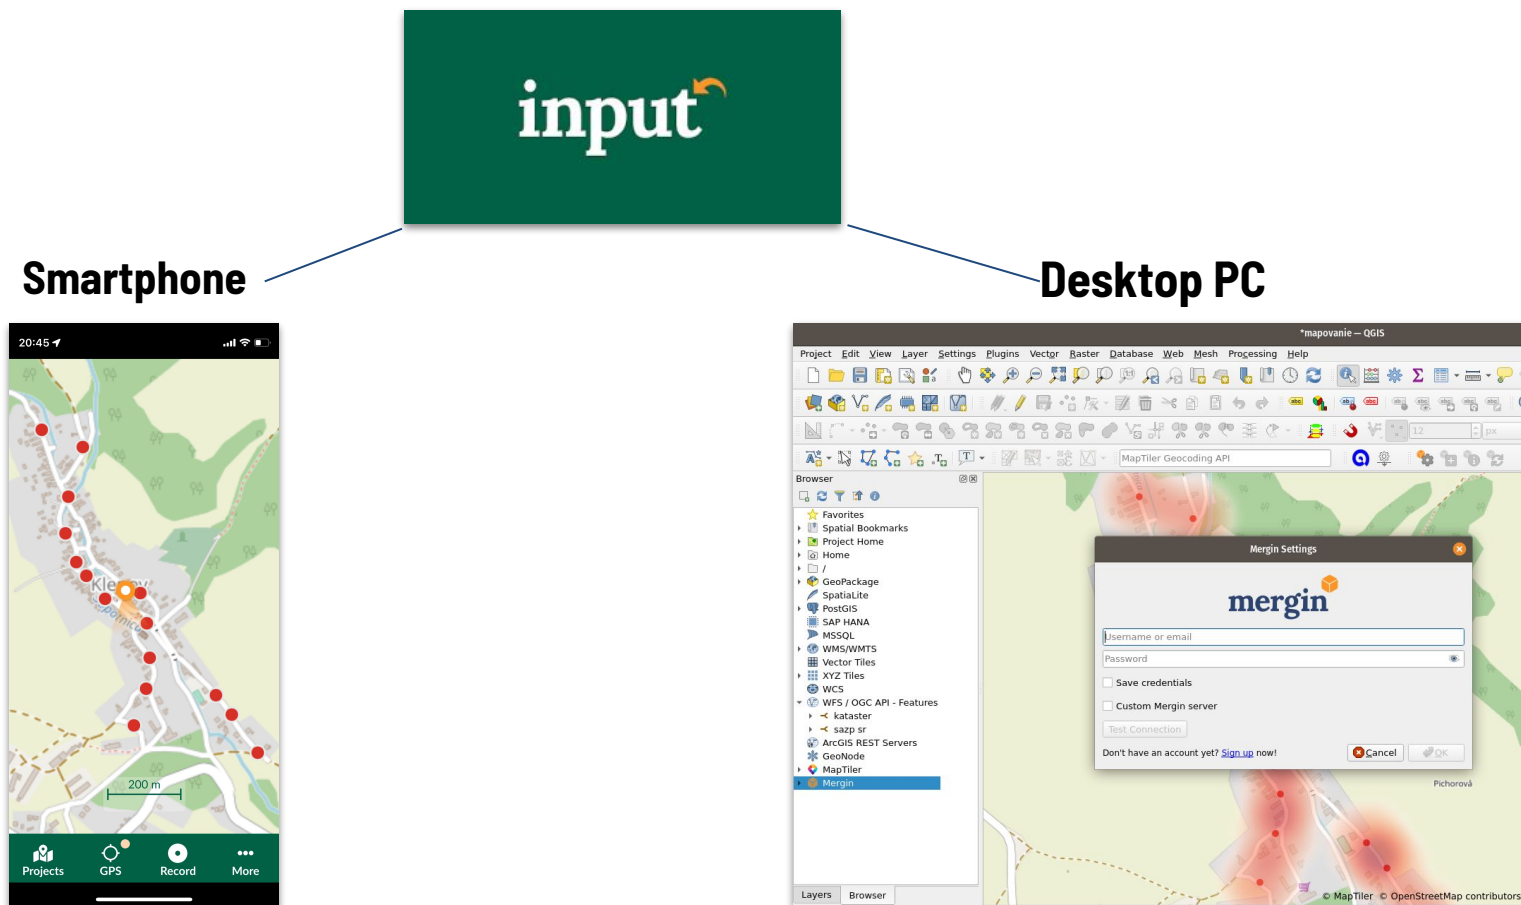 input
Smartphone
Desktop PC
20:45
Klenov
200 m
Projects
GPS
Record
More
*mapovanie — QGIS
Project Edit View Layer Settings Plugins Vector Raster Database Web Mesh Processing Help
12 px
MapTiler Geocoding API
Browser
Favorites
Spatial Bookmarks
Project Home
Home
/
GeoPackage
SpatiaLite
PostGIS
SAP HANA
MSSQL
WMS/WMTS
Vector Tiles
XYZ Tiles
WCS
WFS / OGC API - Features
kataster
sazp sr
ArcGIS REST Servers
GeoNode
MapTiler
Mergin
Layers Browser
Mergin Settings
mergin
Username or email
Password
Save credentials
Custom Mergin server
Test Connection
Don't have an account yet? Sign up now!
Cancel
OK
Pichorová
© MapTiler © OpenStreetMap contributors